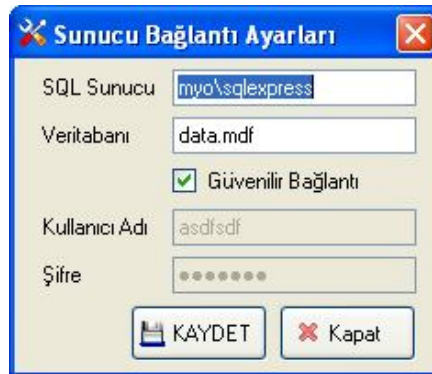 Sunucu Bağlantı Ayarları
SQL Sunucu myo\sqlexpress
Veritabanı data.mdf
Güvenilir Bağlantı
Kullanıcı Adı asdfsdf
Şifre ●●●●●●●
KAYDET Kapat